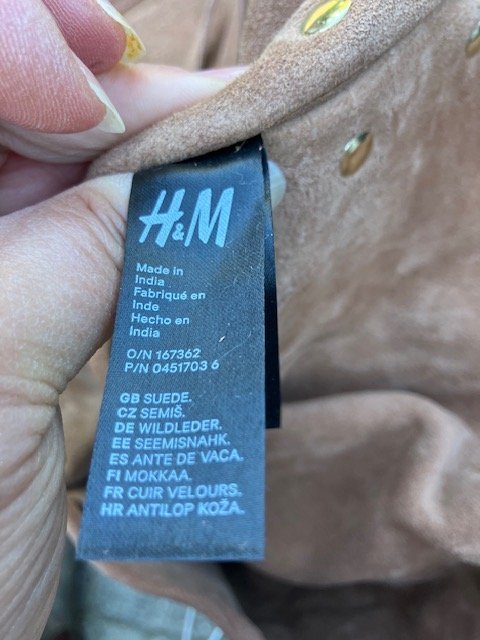 H&M
Made in
India
Fabriqué en
Inde
Hecho en
India
O/N 167362
P/N 0451703 6
GB SUEDE.
CZ SEMIŠ.
DE WILDLEDER.
EE SEEMISNAHK.
ES ANTE DE VACA.
FI MOKKAA.
FR CUIR VELOURS.
HR ANTILOP KOŽA.